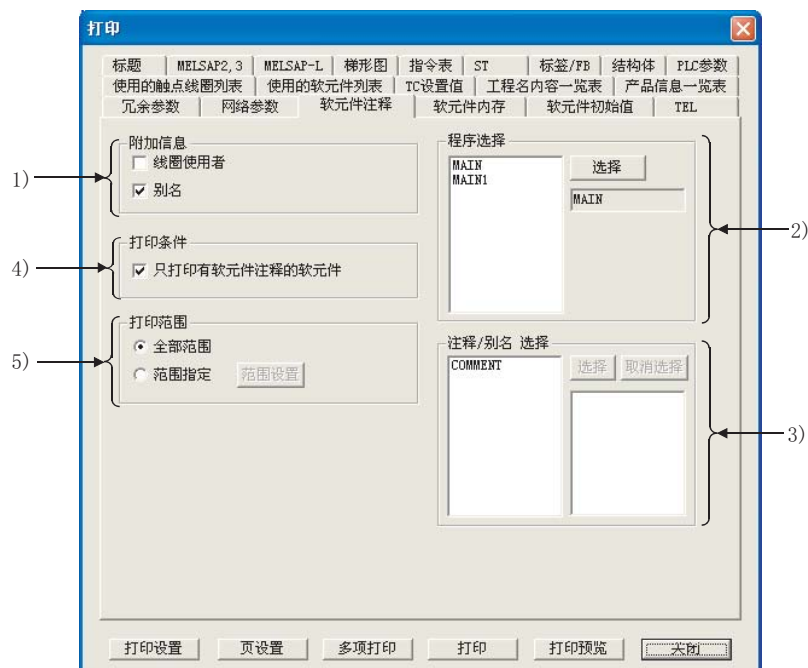 打印
标题 MELSAP2,3 MELSAP-L 梯形图 指令表 ST 标签/FB 结构体 PLC参数
使用的触点线圈列表 使用的软元件列表 TC设置值 工程名内容一览表 产品信息一览表
冗余参数 网络参数 软元件注释 软元件内存 软元件初始值 TEL
附加信息
线圈使用者
别名
1)
打印条件
只打印有软元件注释的软元件
4)
打印范围
全部范围
范围指定 范围设置
5)
程序选择
MAIN
MAIN1
选择
MAIN
2)
注释/别名 选择
COMMENT
选择 取消选择
3)
打印设置 页设置 多项打印 打印 打印预览 关闭